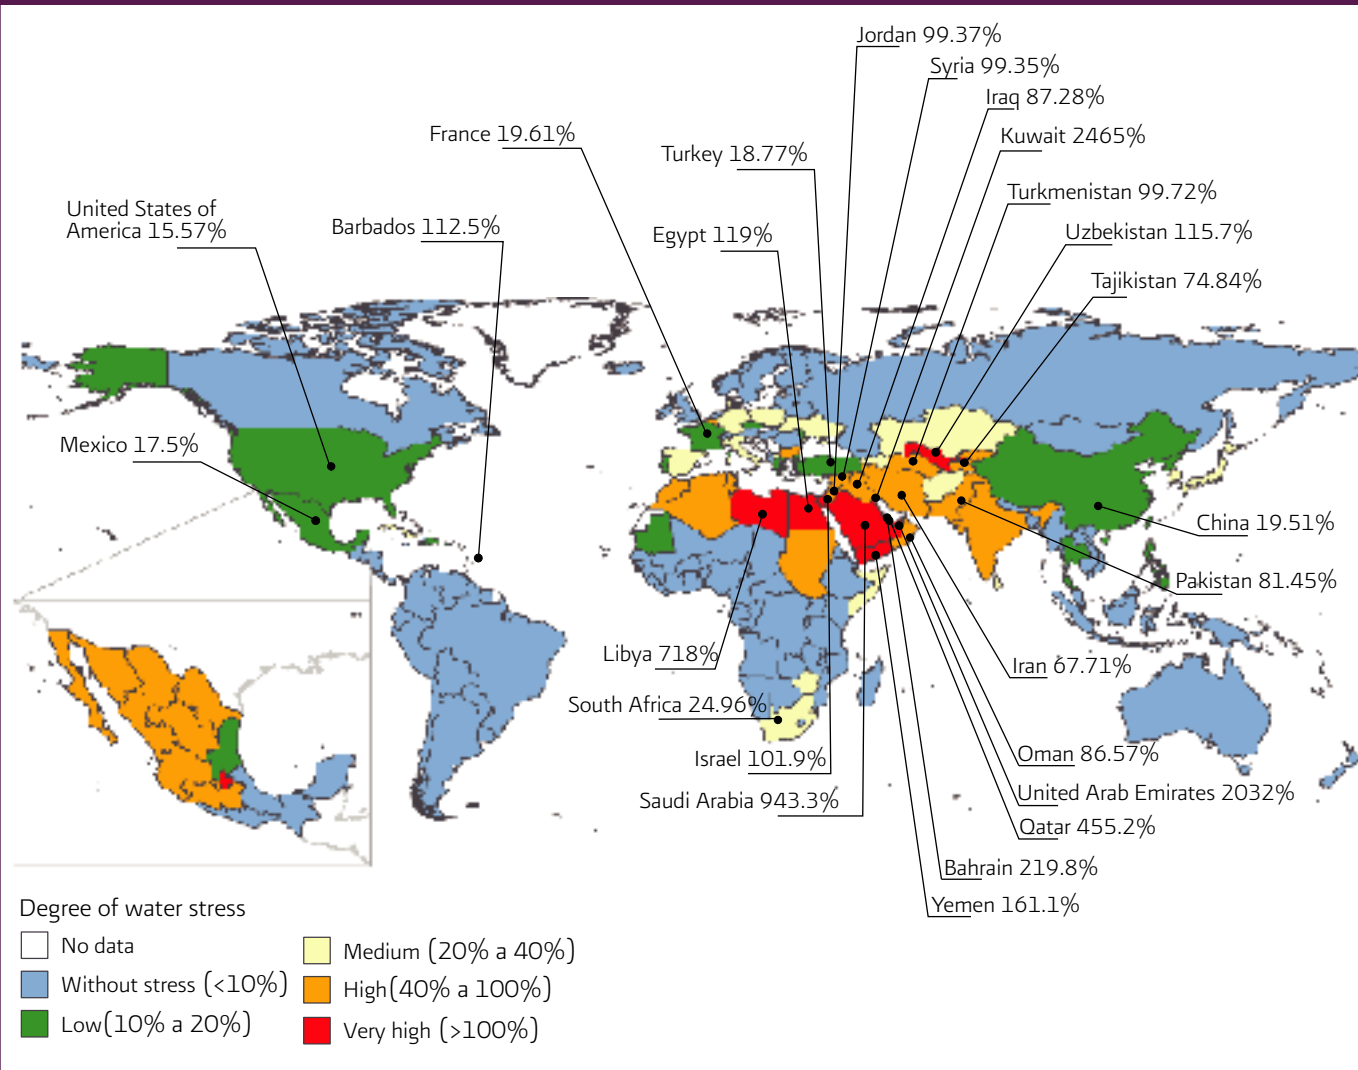 Jordan 99.37%
Syria 99.35%
Iraq 87.28%
France 19.61%
Kuwait 2465%
Turkey 18.77%
Turkmenistan 99.72%
United States of
America 15.57%
Barbados 112.5%
Egypt 119%
Uzbekistan 115.7%
Tajikistan 74.84%
Mexico 17.5%
China 19.51%
Pakistan 81.45%
Libya 718%
Iran 67.71%
South Africa 24.96%
Israel 101.9%
Oman 86.57%
Saudi Arabia 943.3%
United Arab Emirates 2032%
Qatar 455.2%
Bahrain 219.8%
Yemen 161.1%
Degree of water stress
No data
Without stress (<10%)
Low(10% a 20%)
Medium (20% a 40%)
High(40% a 100%)
Very high (>100%)